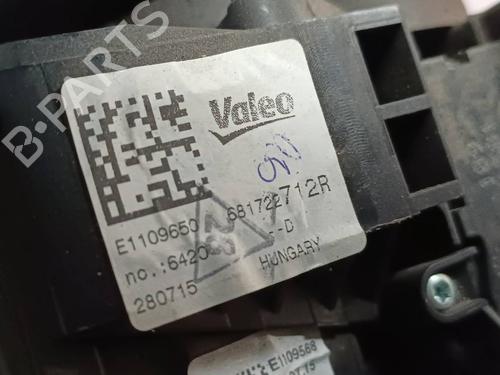 B-PARTS
Valeo
E1109650 681722712R
no.:6420 --D
280715 HUNGARY
E1109568